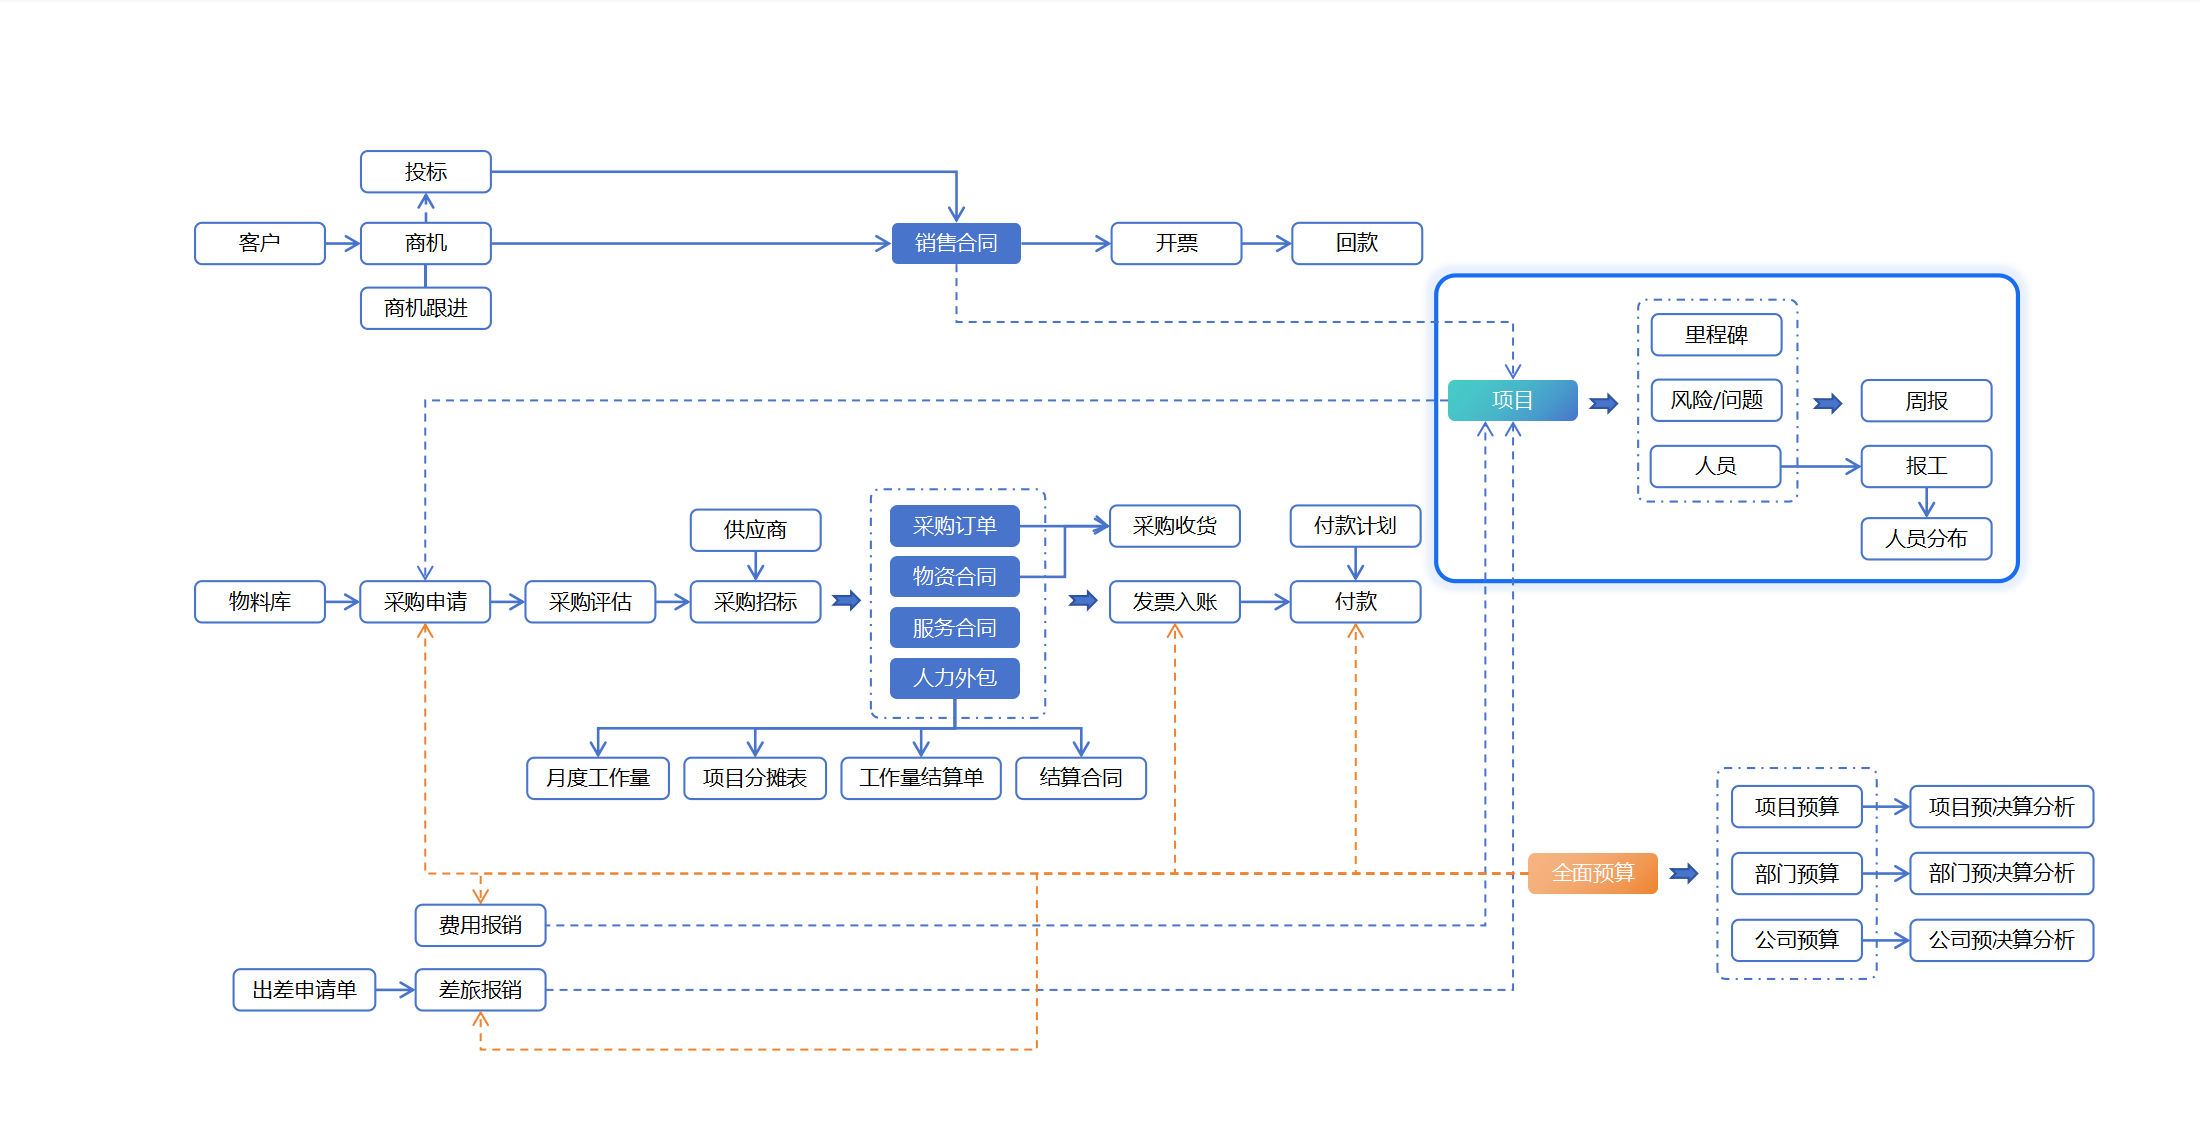 投标
客户
商机
销售合同
开票
回款
商机跟进
里程碑
项目
风险/问题
周报
人员
报工
人员分布
供应商
采购订单
采购收货
付款计划
物资合同
物料库
采购申请
采购评估
采购招标
发票入账
付款
服务合同
人力外包
月度工作量
项目分摊表
工作量结算单
结算合同
项目预算
项目预决算分析
全面预算
部门预算
部门预决算分析
费用报销
公司预算
公司预决算分析
出差申请单
差旅报销